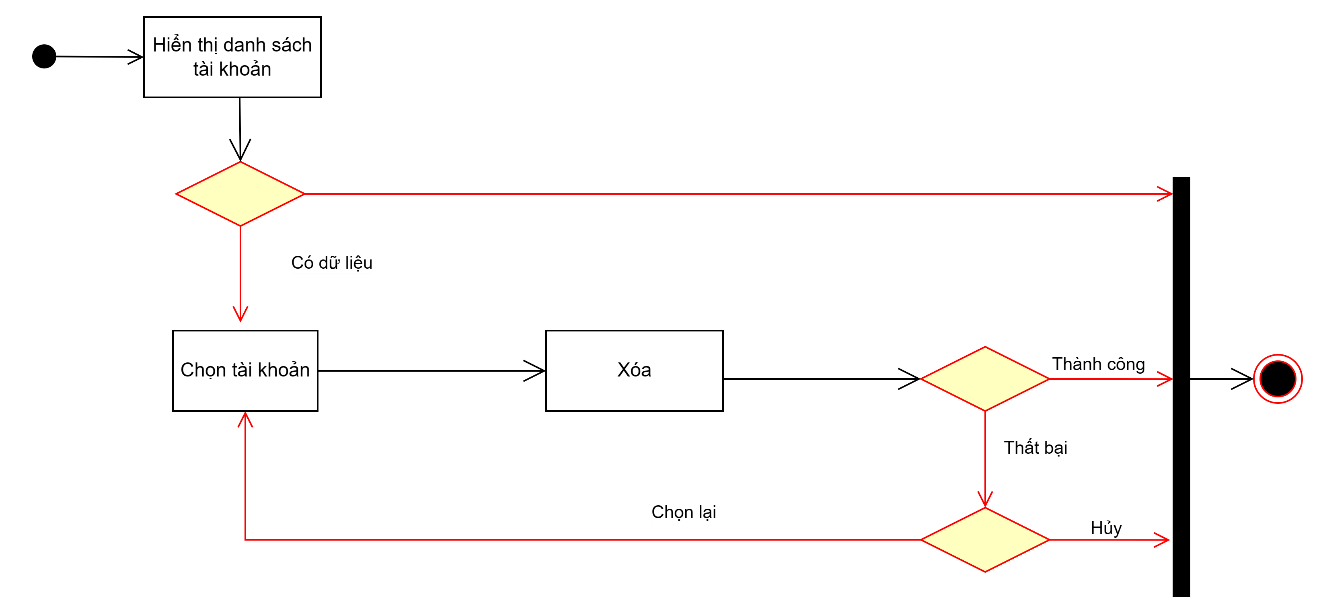 Hiển thị danh sách
tài khoản
Có dữ liệu
Chọn tài khoản
Xóa
Thành công
Thất bại
Chọn lại
Hủy